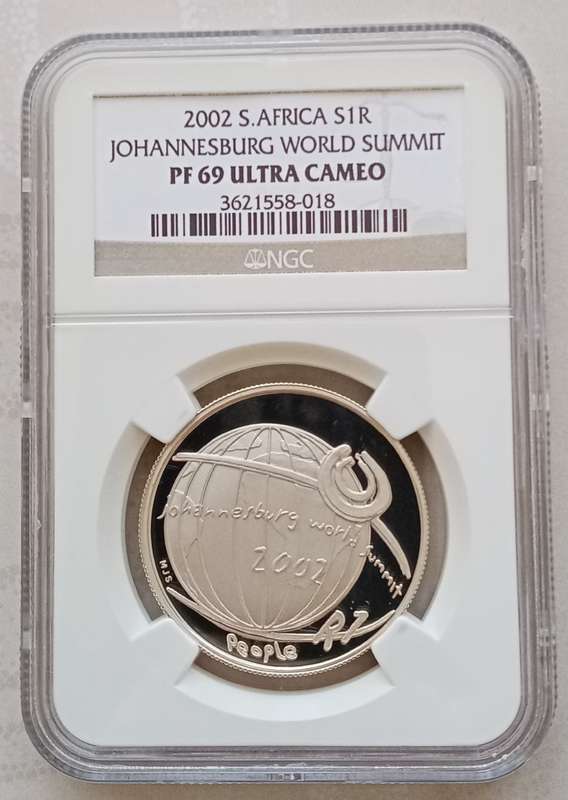 2002 S.AFRICA S1R
JOHANNESBURG WORLD SUMMIT
PF 69 ULTRA CAMEO
3621558-018
NGC
Johannesburg world Summit
2002
MJS
People R1